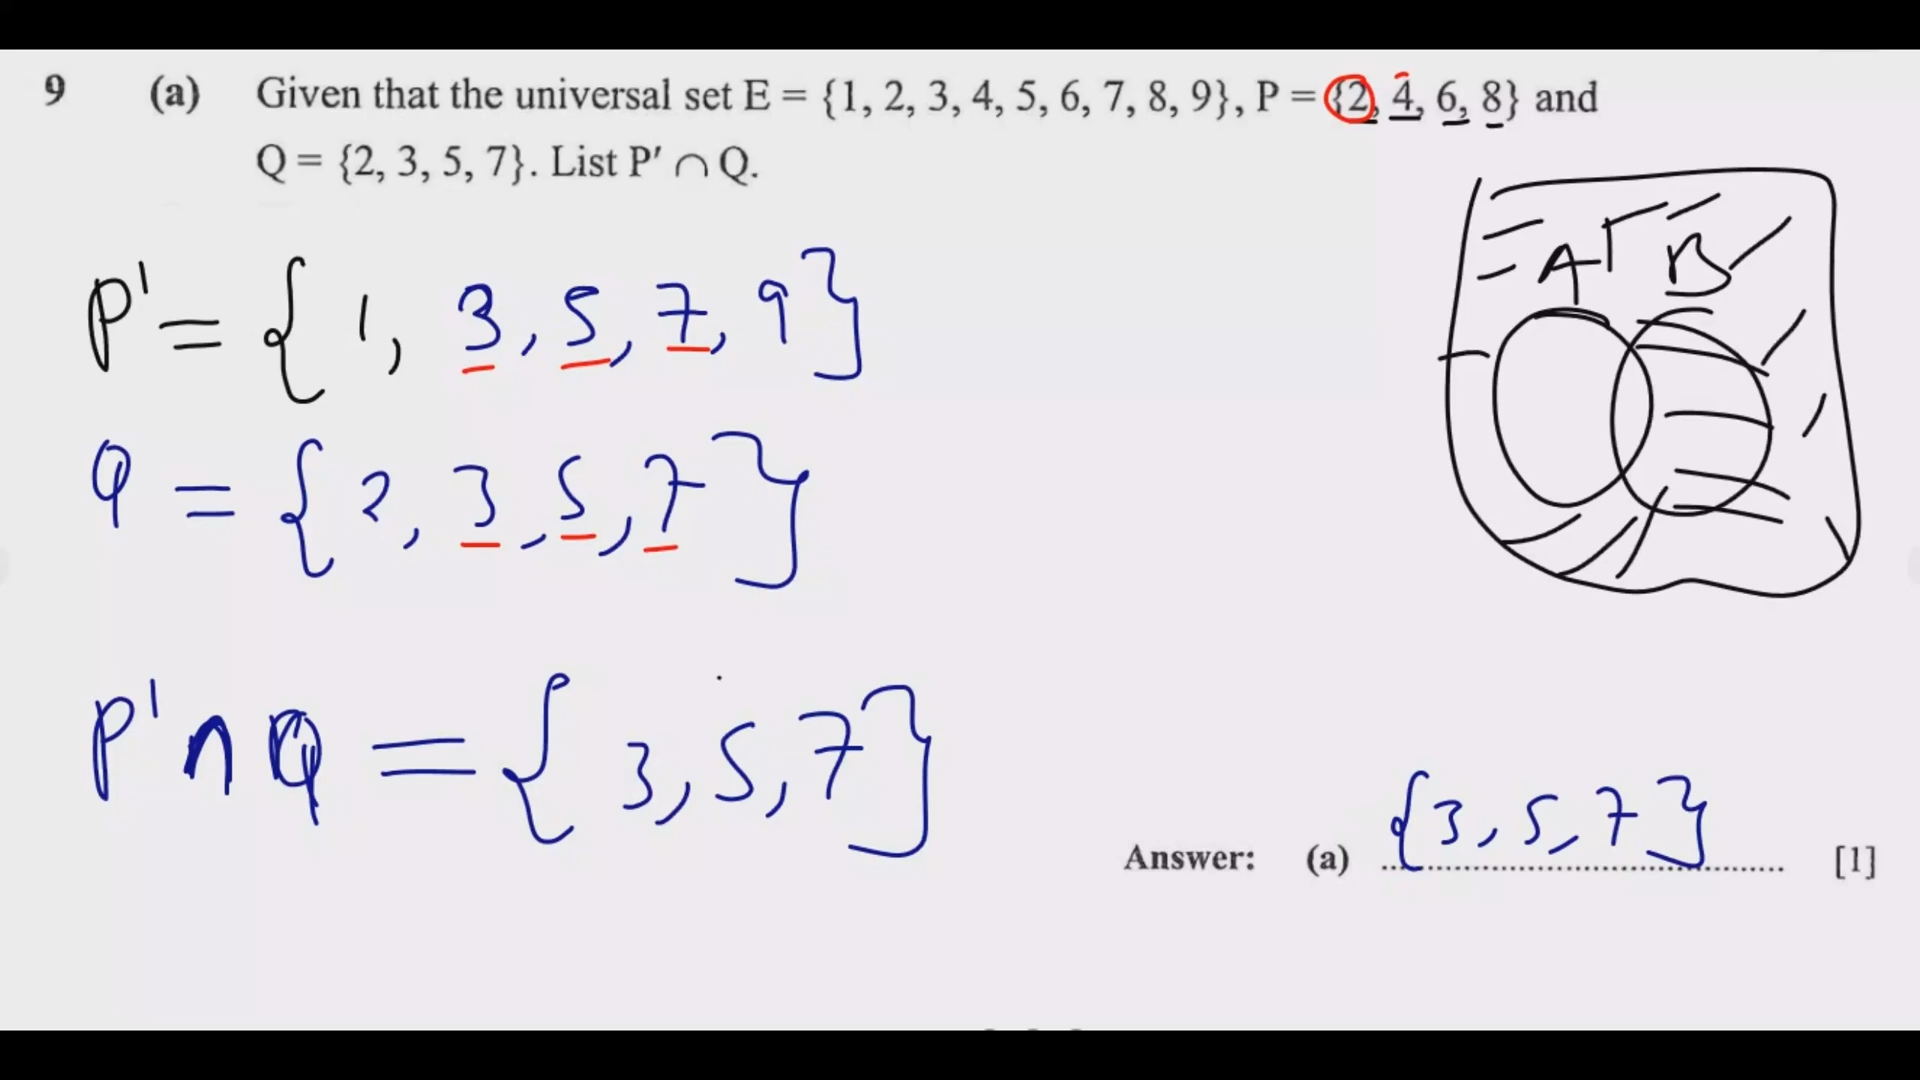 9 (a) Given that the universal set E = {1, 2, 3, 4, 5, 6, 7, 8, 9}, P = {2, 4, 6, 8} and
Q = {2, 3, 5, 7}. List P′ ∩ Q.
P' = {1, 3, 5, 7, 9}
Q = {2, 3, 5, 7}
P' ∩ Q = {3, 5, 7}
A' B
Answer: (a) {3, 5, 7} [1]